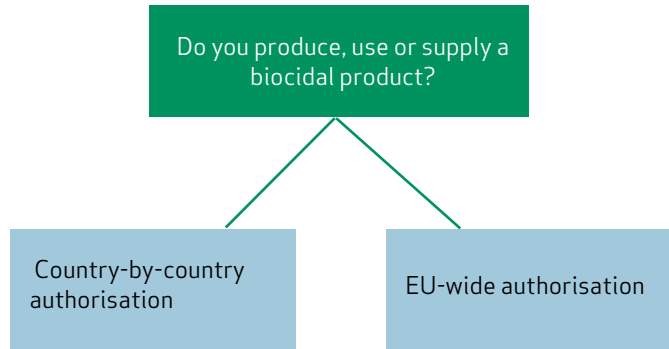 Do you produce, use or supply a
biocidal product?
Country-by-country
authorisation
EU-wide authorisation